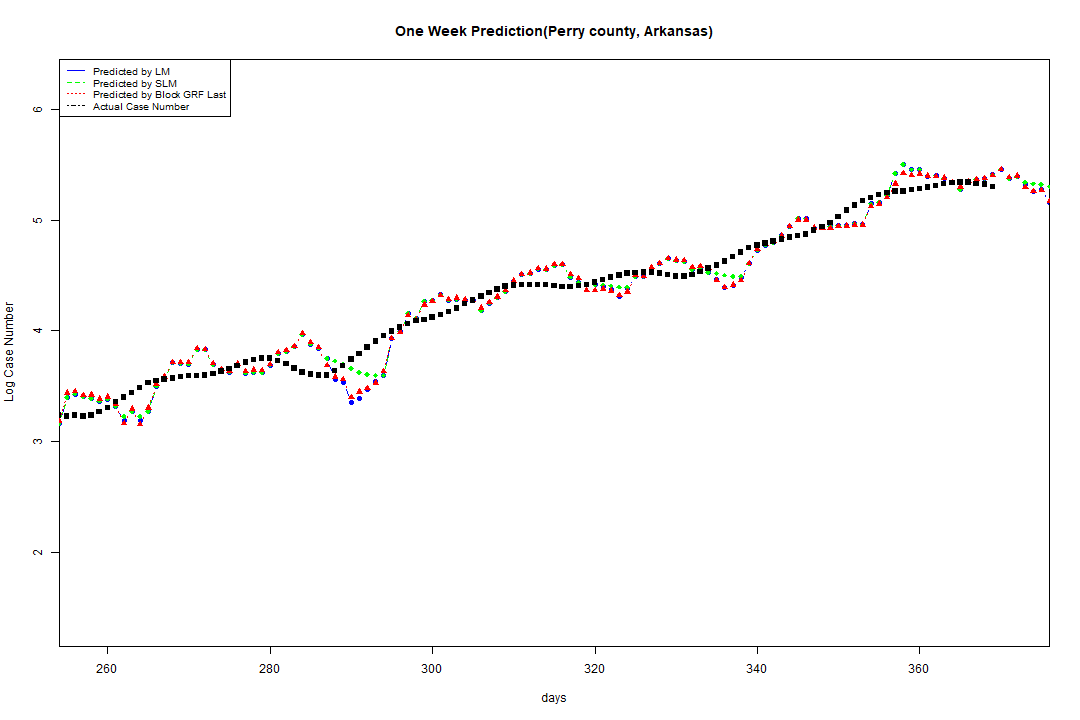 One Week Prediction(Perry county, Arkansas)
Predicted by LM
Predicted by SLM
Predicted by Block GRF Last
Actual Case Number
6
5
4
3
2
Log Case Number
260 280 300 320 340 360
days